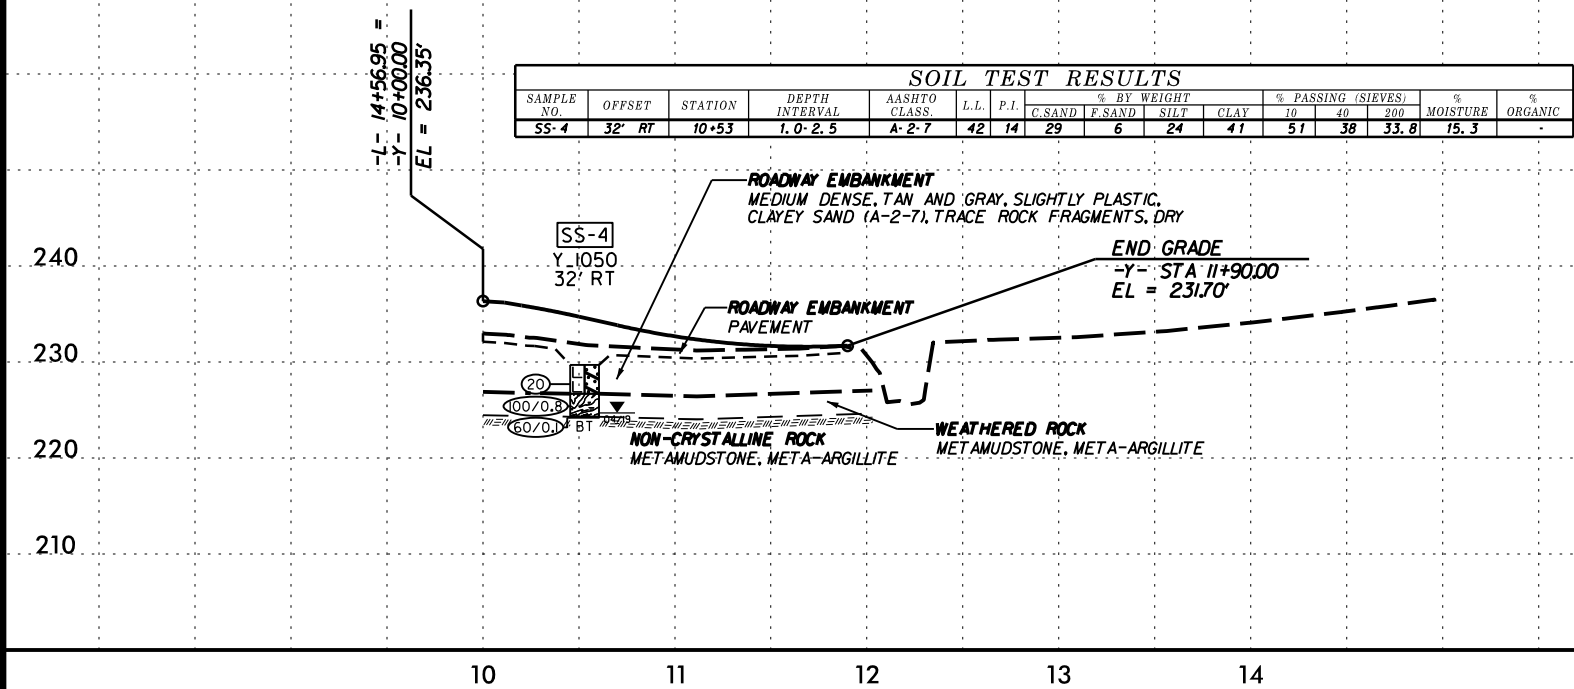 -L- 14+56.95 =
-Y- 10+00.00
EL = 236.35'
SOIL TEST RESULTS
SAMPLE NO. OFFSET STATION DEPTH INTERVAL AASHTO CLASS. L.L. P.I. % BY WEIGHT % PASSING (SIEVES) % MOISTURE % ORGANIC
C.SAND F.SAND SILT CLAY 10 40 200
SS-4 32' RT 10+53 1.0-2.5 A-2-7 42 14 29 6 24 41 51 38 33.8 15.3 -
ROADWAY EMBANKMENT
MEDIUM DENSE, TAN AND GRAY, SLIGHTLY PLASTIC,
CLAYEY SAND (A-2-7), TRACE ROCK FRAGMENTS, DRY
SS-4
Y_1050
32' RT
END GRADE
-Y- STA 11+90.00
EL = 231.70'
240
ROADWAY EMBANKMENT
PAVEMENT
230
20
100/0.8
60/0.1
BT
NON-CRYSTALLINE ROCK
METAMUDSTONE, META-ARGILLITE
WEATHERED ROCK
METAMUDSTONE, META-ARGILLITE
220
210
10 11 12 13 14